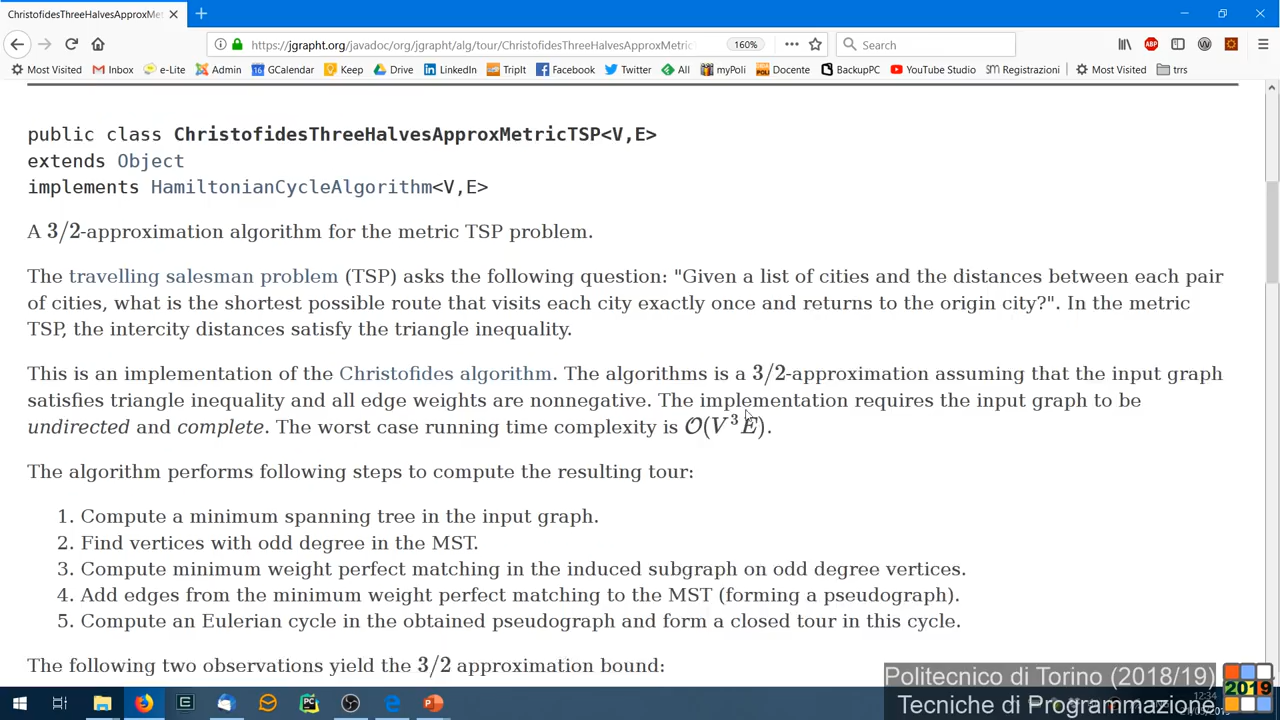 ChristofidesThreeHalvesApproxMe
https://jgrapht.org/javadoc/org/jgrapht/alg/tour/ChristofidesThreeHalvesApproxMetric
160%
Search
Most Visited
Inbox
e-Lite
Admin
GCalendar
Keep
Drive
LinkedIn
TripIt
Facebook
Twitter
All
myPoli
Docente
BackupPC
YouTube Studio
Registrazioni
Most Visited
trrs
public class ChristofidesThreeHalvesApproxMetricTSP<V,E>
extends Object
implements HamiltonianCycleAlgorithm<V,E>
A 3/2-approximation algorithm for the metric TSP problem.
The travelling salesman problem (TSP) asks the following question: "Given a list of cities and the distances between each pair
of cities, what is the shortest possible route that visits each city exactly once and returns to the origin city?". In the metric
TSP, the intercity distances satisfy the triangle inequality.
This is an implementation of the Christofides algorithm. The algorithms is a 3/2-approximation assuming that the input graph
satisfies triangle inequality and all edge weights are nonnegative. The implementation requires the input graph to be
undirected and complete. The worst case running time complexity is O(V³E).
The algorithm performs following steps to compute the resulting tour:
1. Compute a minimum spanning tree in the input graph.
2. Find vertices with odd degree in the MST.
3. Compute minimum weight perfect matching in the induced subgraph on odd degree vertices.
4. Add edges from the minimum weight perfect matching to the MST (forming a pseudograph).
5. Compute an Eulerian cycle in the obtained pseudograph and form a closed tour in this cycle.
The following two observations yield the 3/2 approximation bound:
Politecnico di Torino (2018/19)
Tecniche di Programmazione
2019
12:34